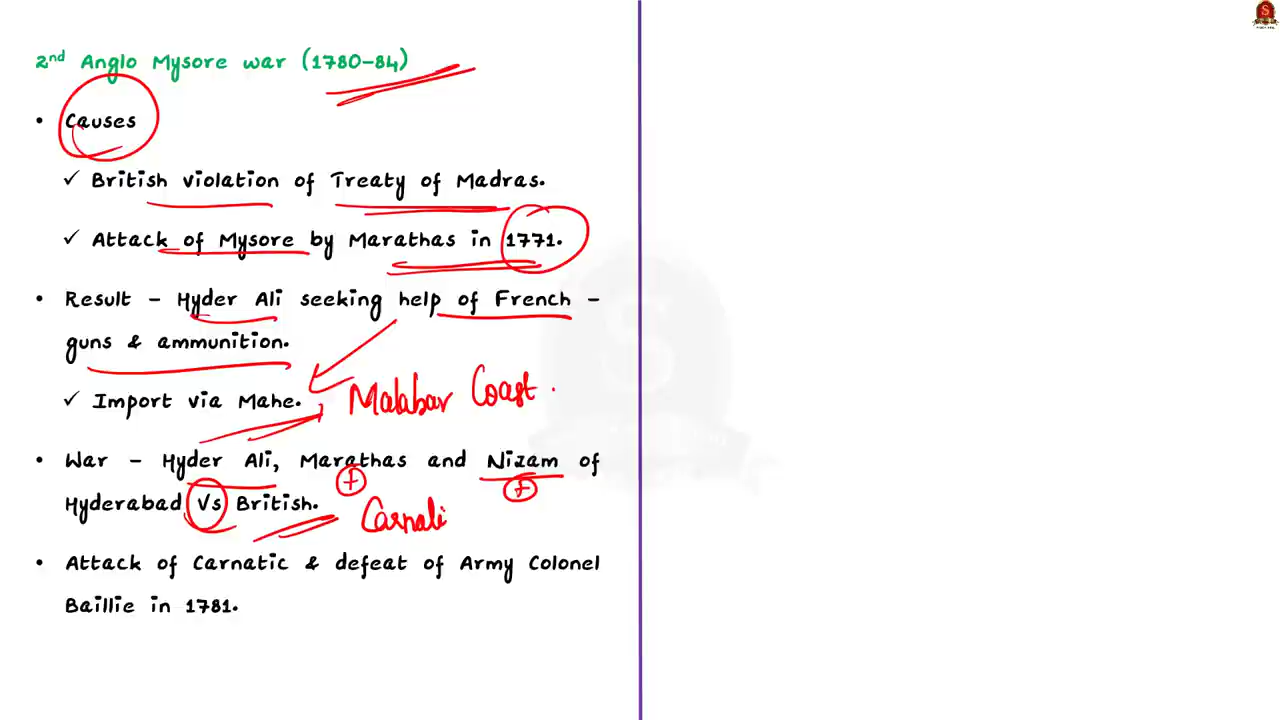 2nd Anglo Mysore war (1780-84)
• Causes
✓ British violation of Treaty of Madras.
✓ Attack of Mysore by Marathas in 1771.
• Result - Hyder Ali seeking help of French -
guns & ammunition.
✓ Import via Mahe.
Malabar Coast.
• War - Hyder Ali, Marathas and Nizam of
Hyderabad Vs British.
Carnati
• Attack of Carnatic & defeat of Army Colonel
Baillie in 1781.